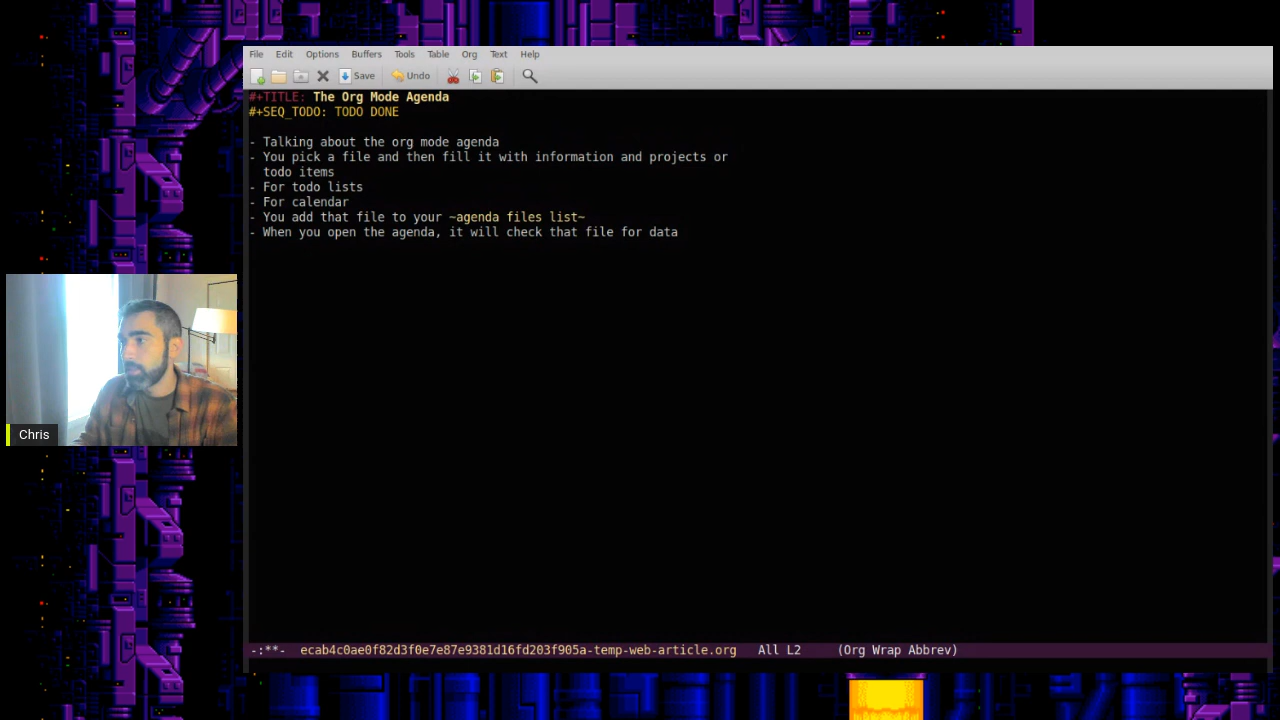 File Edit Options Buffers Tools Table Org Text Help
Save Undo
#+TITLE: The Org Mode Agenda
#+SEQ_TODO: TODO DONE
- Talking about the org mode agenda
- You pick a file and then fill it with information and projects or
todo items
- For todo lists
- For calendar
- You add that file to your ~agenda files list~
- When you open the agenda, it will check that file for data
Chris
-:**- ecab4c0ae0f82d3f0e7e87e9381d16fd203f905a-temp-web-article.org All L2 (Org Wrap Abbrev)